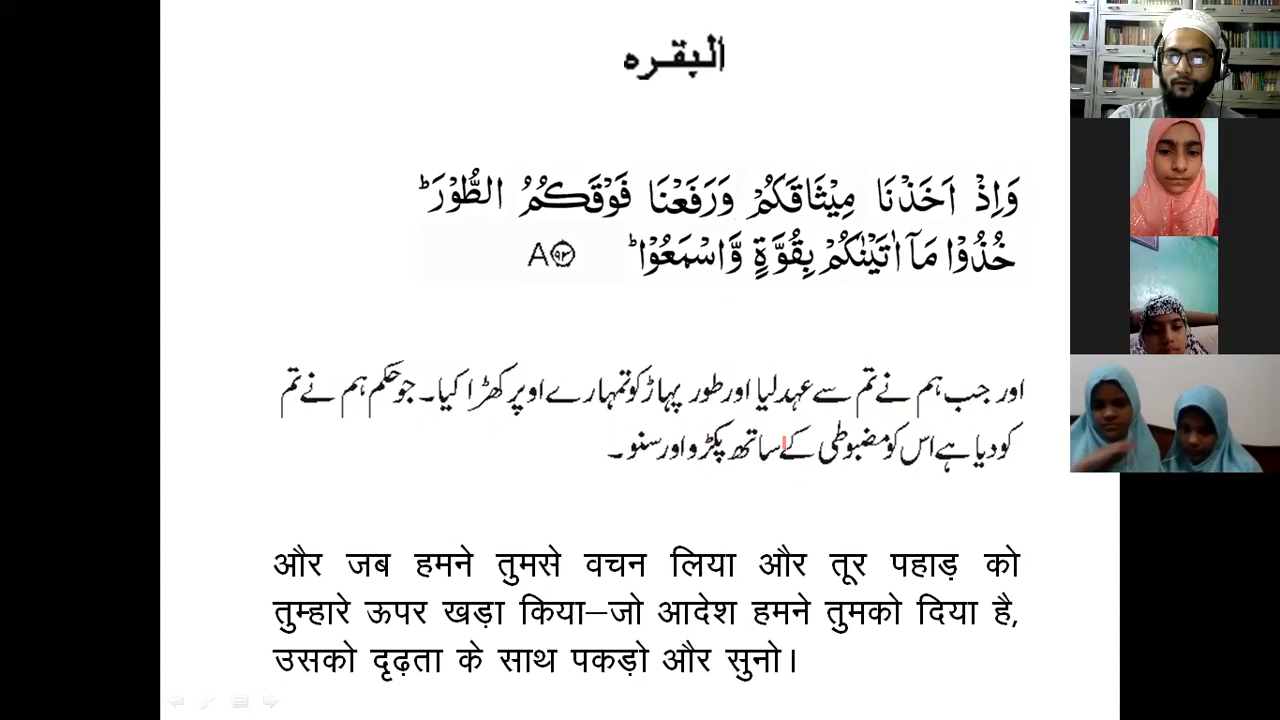 البقره
وَاِذْ اَخَذْنَا مِيْثَاقَكُمْ وَرَفَعْنَا فَوْقَكُمُ الطُّوْرَ ؕ
خُذُوْا مَاۤ اٰتَيْنٰكُمْ بِقُوَّةٍ وَّاسْمَعُوْا ؕ A۝۹۳
اور جب ہم نے تم سے عہد لیا اور طور پہاڑ کو تمہارے اوپر کھڑا کیا۔ جو حکم ہم نے تم
کو دیا ہے اس کو مضبوطی کے ساتھ پکڑو اور سنو۔
और जब हमने तुमसे वचन लिया और तूर पहाड़ को
तुम्हारे ऊपर खड़ा किया—जो आदेश हमने तुमको दिया है,
उसको दृढ़ता के साथ पकड़ो और सुनो।